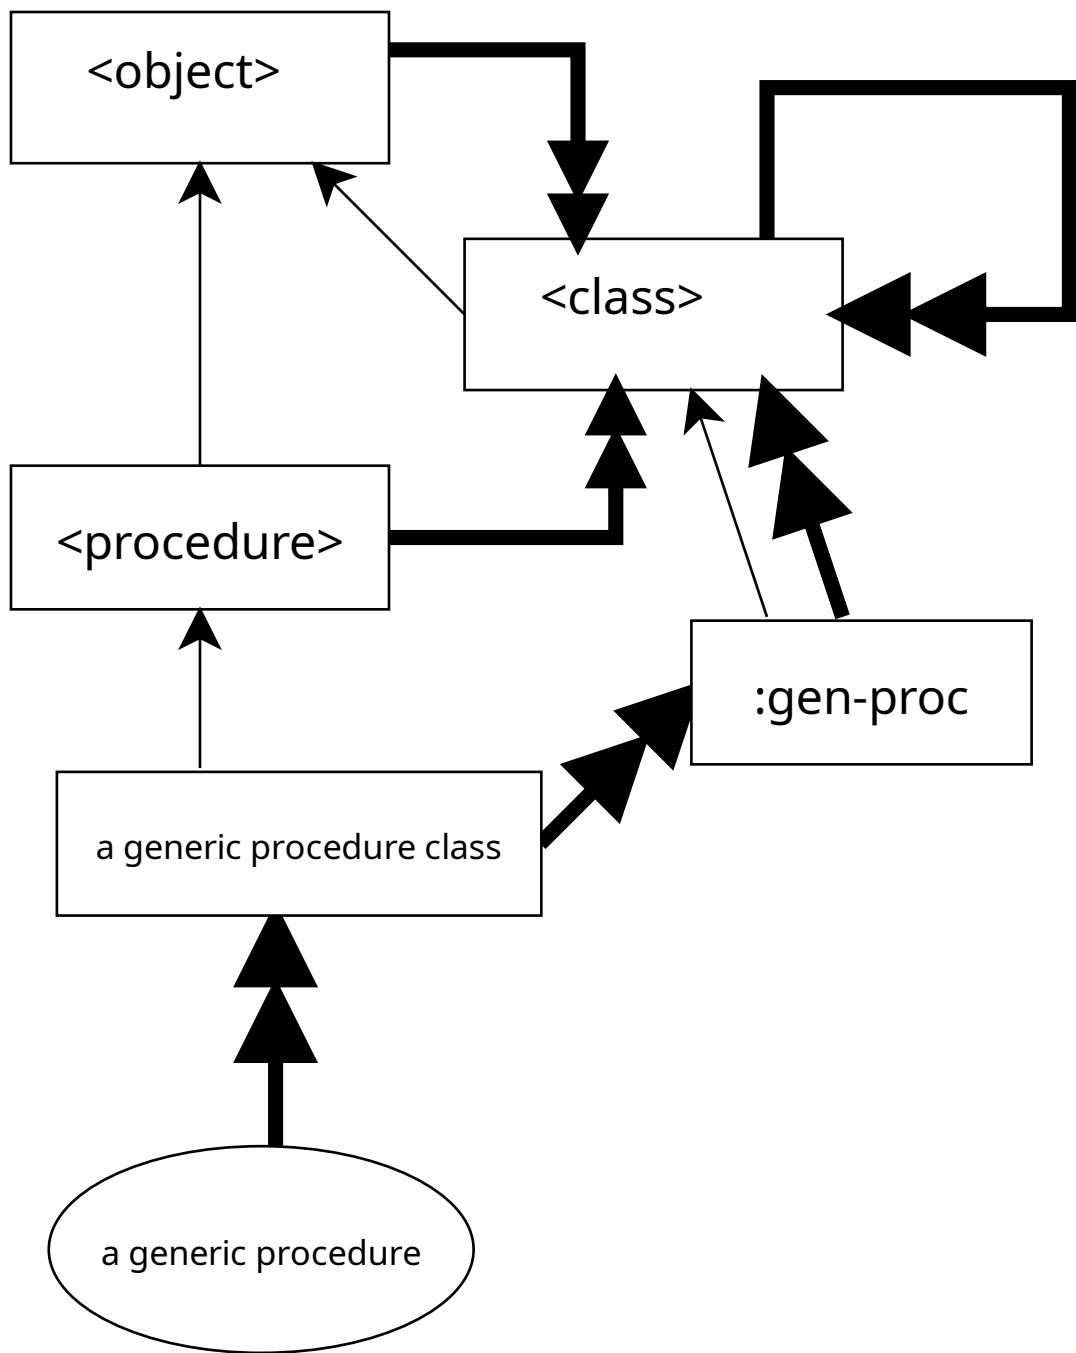 <object>
<class>
<procedure>
:gen-proc
a generic procedure class
a generic procedure